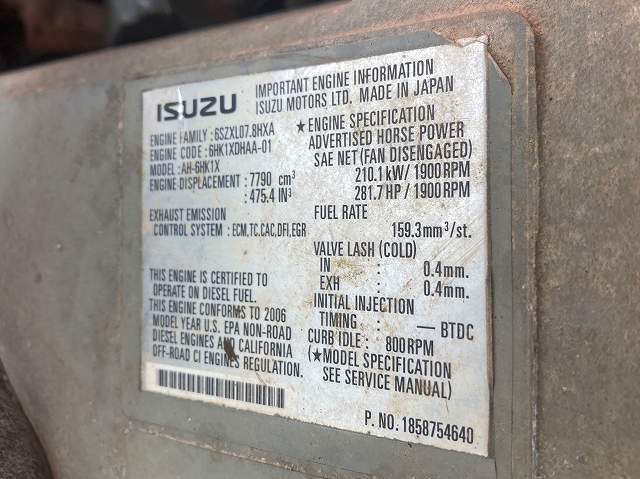 ISUZU
IMPORTANT ENGINE INFORMATION
ISUZU MOTORS LTD. MADE IN JAPAN
ENGINE FAMILY : 6SZXL07.8HXA
ENGINE CODE : 6HK1XDHAA-01
MODEL : AH-6HK1X
ENGINE DISPLACEMENT : 7790 cm³
: 475.4 IN³
EXHAUST EMISSION
CONTROL SYSTEM : ECM,TC,CAC,DFI,EGR
THIS ENGINE IS CERTIFIED TO
OPERATE ON DIESEL FUEL.
THIS ENGINE CONFORMS TO 2006
MODEL YEAR U.S. EPA NON-ROAD
DIESEL ENGINES AND CALIFORNIA
OFF-ROAD CI ENGINES REGULATION.
★ENGINE SPECIFICATION
ADVERTISED HORSE POWER
SAE NET (FAN DISENGAGED)
210.1 kW / 1900 RPM
281.7 HP / 1900 RPM
FUEL RATE
159.3mm³/st.
VALVE LASH (COLD)
IN : 0.4mm.
EXH : 0.4mm.
INITIAL INJECTION
TIMING : — BTDC
CURB IDLE : 800RPM
(★MODEL SPECIFICATION
SEE SERVICE MANUAL)
P. NO. 1858754640